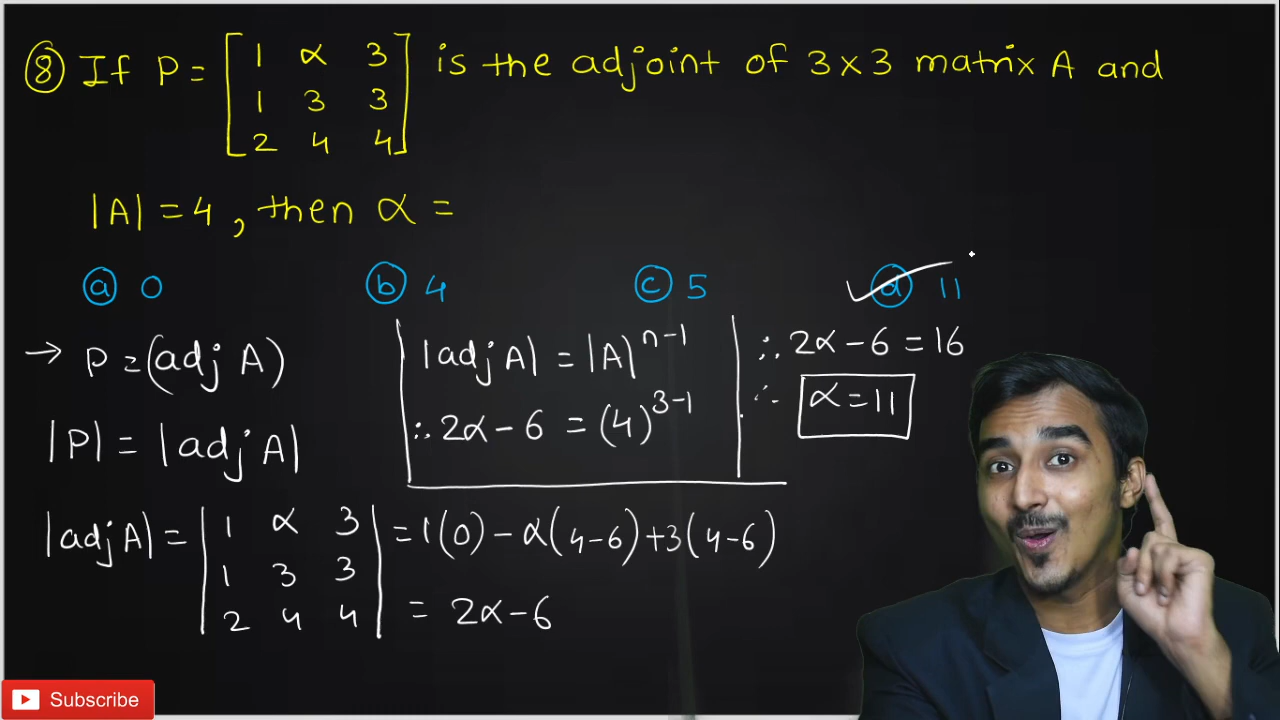 ⑧ If P = [1 α 3] is the adjoint of 3×3 matrix A and
1 3 3
2 4 4
|A| = 4, then α =
ⓐ 0 ⓑ 4 ⓒ 5 ⓓ 11
→ P = (adj A)
|P| = |adj A|
|adj A| = |A|ⁿ⁻¹
∴ 2α - 6 = (4)³⁻¹
∴ 2α - 6 = 16
∴ α = 11
|adj A| = |1 α 3| = 1(0) - α(4-6) + 3(4-6)
1 3 3
2 4 4 = 2α - 6
Subscribe